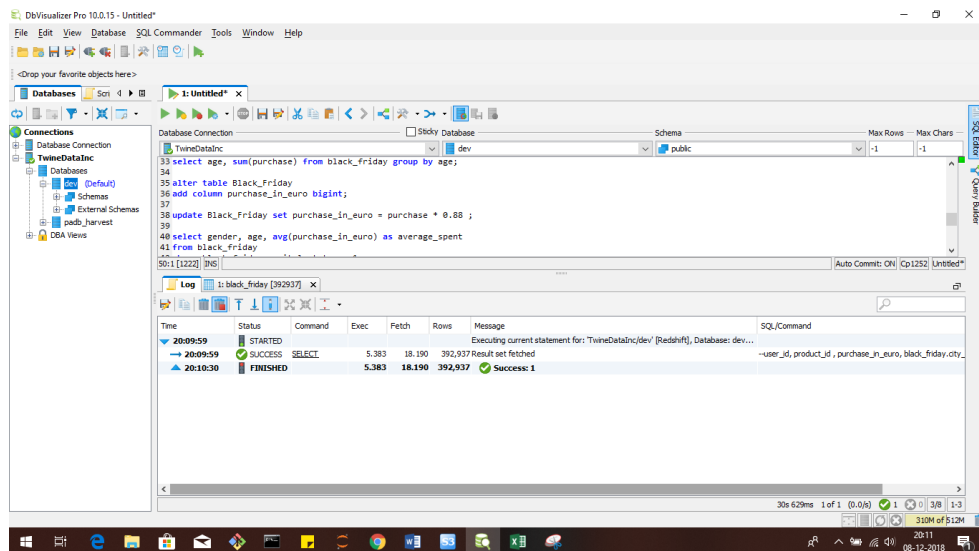 DbVisualizer Pro 10.0.15 - Untitled*
File Edit View Database SQL Commander Tools Window Help
<Drop your favorite objects here>
Databases Scri
1: Untitled*
Connections
Database Connection
TwineDataInc
Databases
dev (Default)
Schemas
External Schemas
padb_harvest
DBA Views
Database Connection Sticky Database Schema Max Rows Max Chars
TwineDataInc dev public -1 -1
33 select age, sum(purchase) from black_friday group by age;
34
35 alter table Black_Friday
36 add column purchase_in_euro bigint;
37
38 update Black_Friday set purchase_in_euro = purchase * 0.88 ;
39
40 select gender, age, avg(purchase_in_euro) as average_spent
41 from black_friday
50:1 [1222] INS Auto Commit: ON Cp1252 Untitled*
SQL Editor
Query Builder
Log 1: black_friday [392937]
Time Status Command Exec Fetch Rows Message SQL/Command
20:09:59 STARTED Executing current statement for: 'TwineDataInc/dev' [Redshift], Database: dev...
20:09:59 SUCCESS SELECT 5.383 18.190 392,937 Result set fetched --user_id, product_id , purchase_in_euro, black_friday.city_
20:10:30 FINISHED 5.383 18.190 392,937 Success: 1
30s 629ms 1 of 1 (0.0/s) 1 0 3/8 1-3
310M of 512M
20:11
08-12-2018